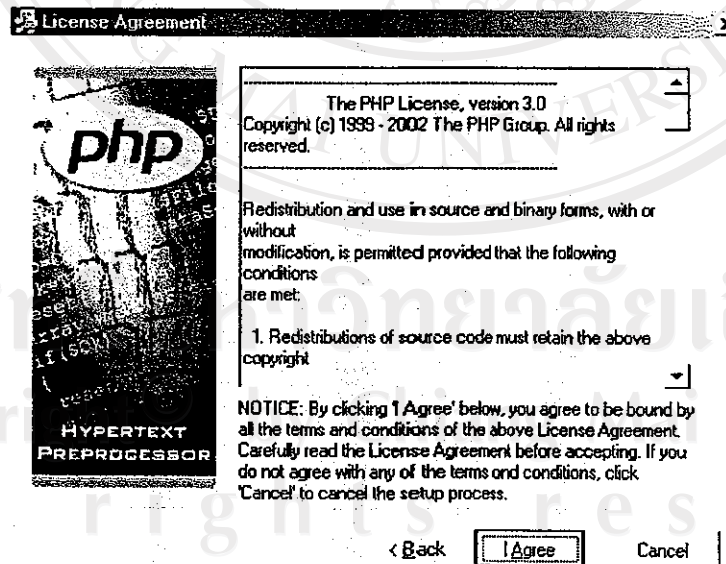 License Agreement
The PHP License, version 3.0
Copyright (c) 1999 - 2002 The PHP Group. All rights
reserved.
Redistribution and use in source and binary forms, with or
without
modification, is permitted provided that the following
conditions
are met:
1. Redistributions of source code must retain the above
copyright
php
HYPERTEXT
PREPROCESSOR
NOTICE: By clicking 'I Agree' below, you agree to be bound by
all the terms and conditions of the above License Agreement.
Carefully read the License Agreement before accepting. If you
do not agree with any of the terms and conditions, click
'Cancel' to cancel the setup process.
< Back
I Agree
Cancel